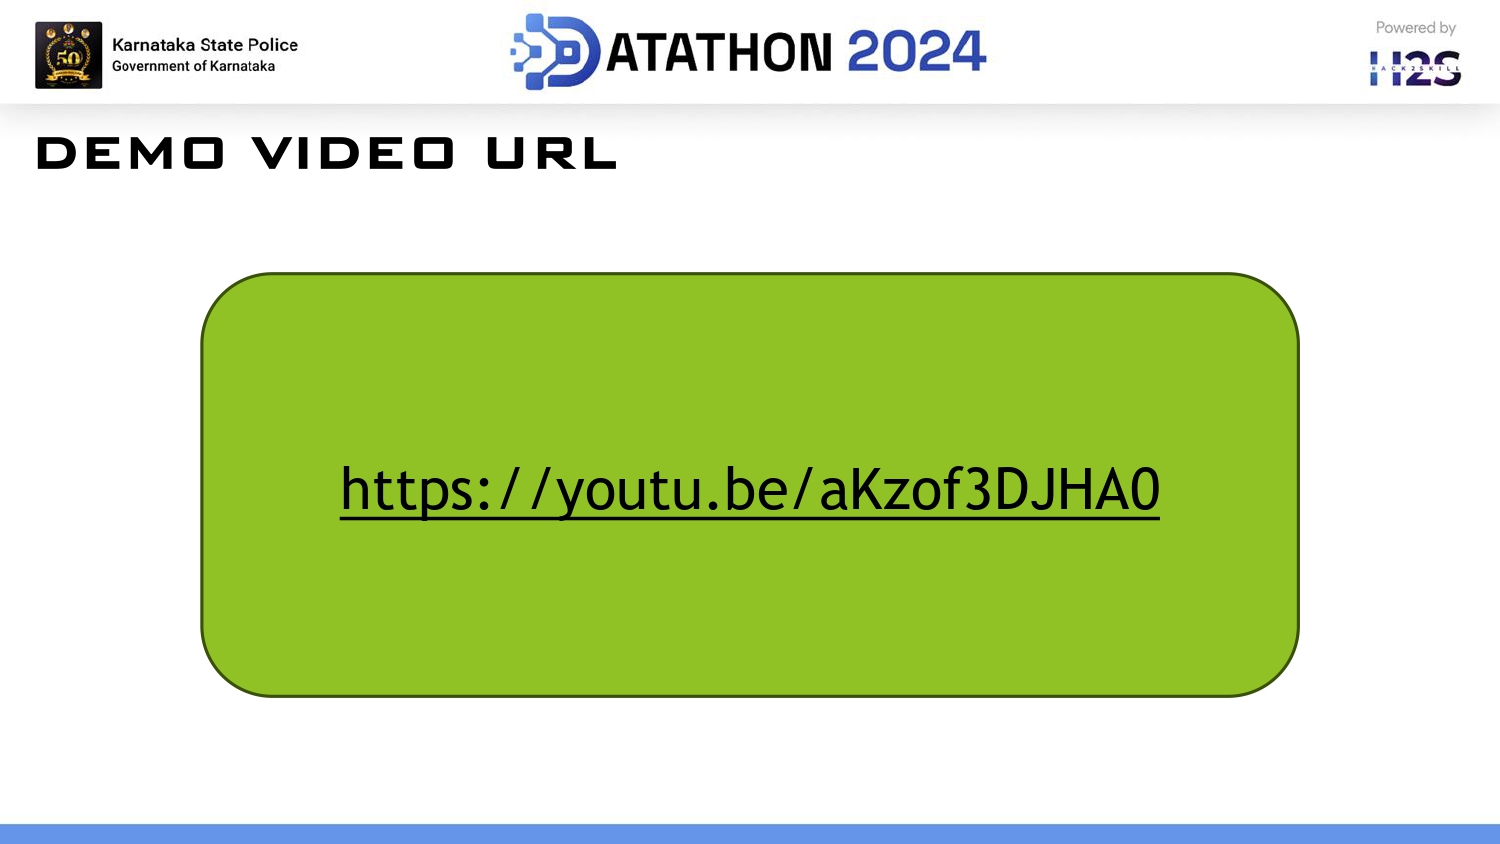 Karnataka State Police
Government of Karnataka
50
DATATHON 2024
Powered by
H2S
HACK2SKILL
DEMO VIDEO URL
https://youtu.be/aKzof3DJHA0